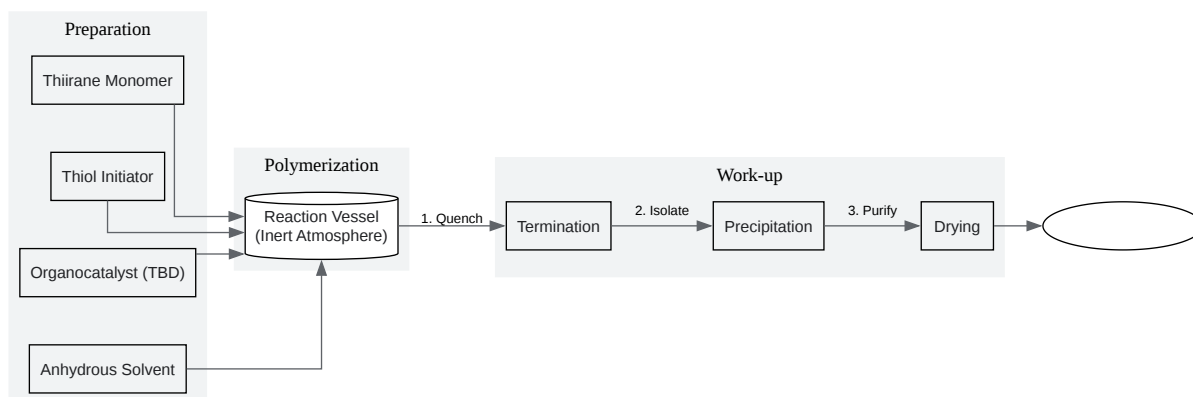 Preparation
Thiirane Monomer
Thiol Initiator
Organocatalyst (TBD)
Anhydrous Solvent
Polymerization
Reaction Vessel
(Inert Atmosphere)
1. Quench
Work-up
Termination
2. Isolate
Precipitation
3. Purify
Drying